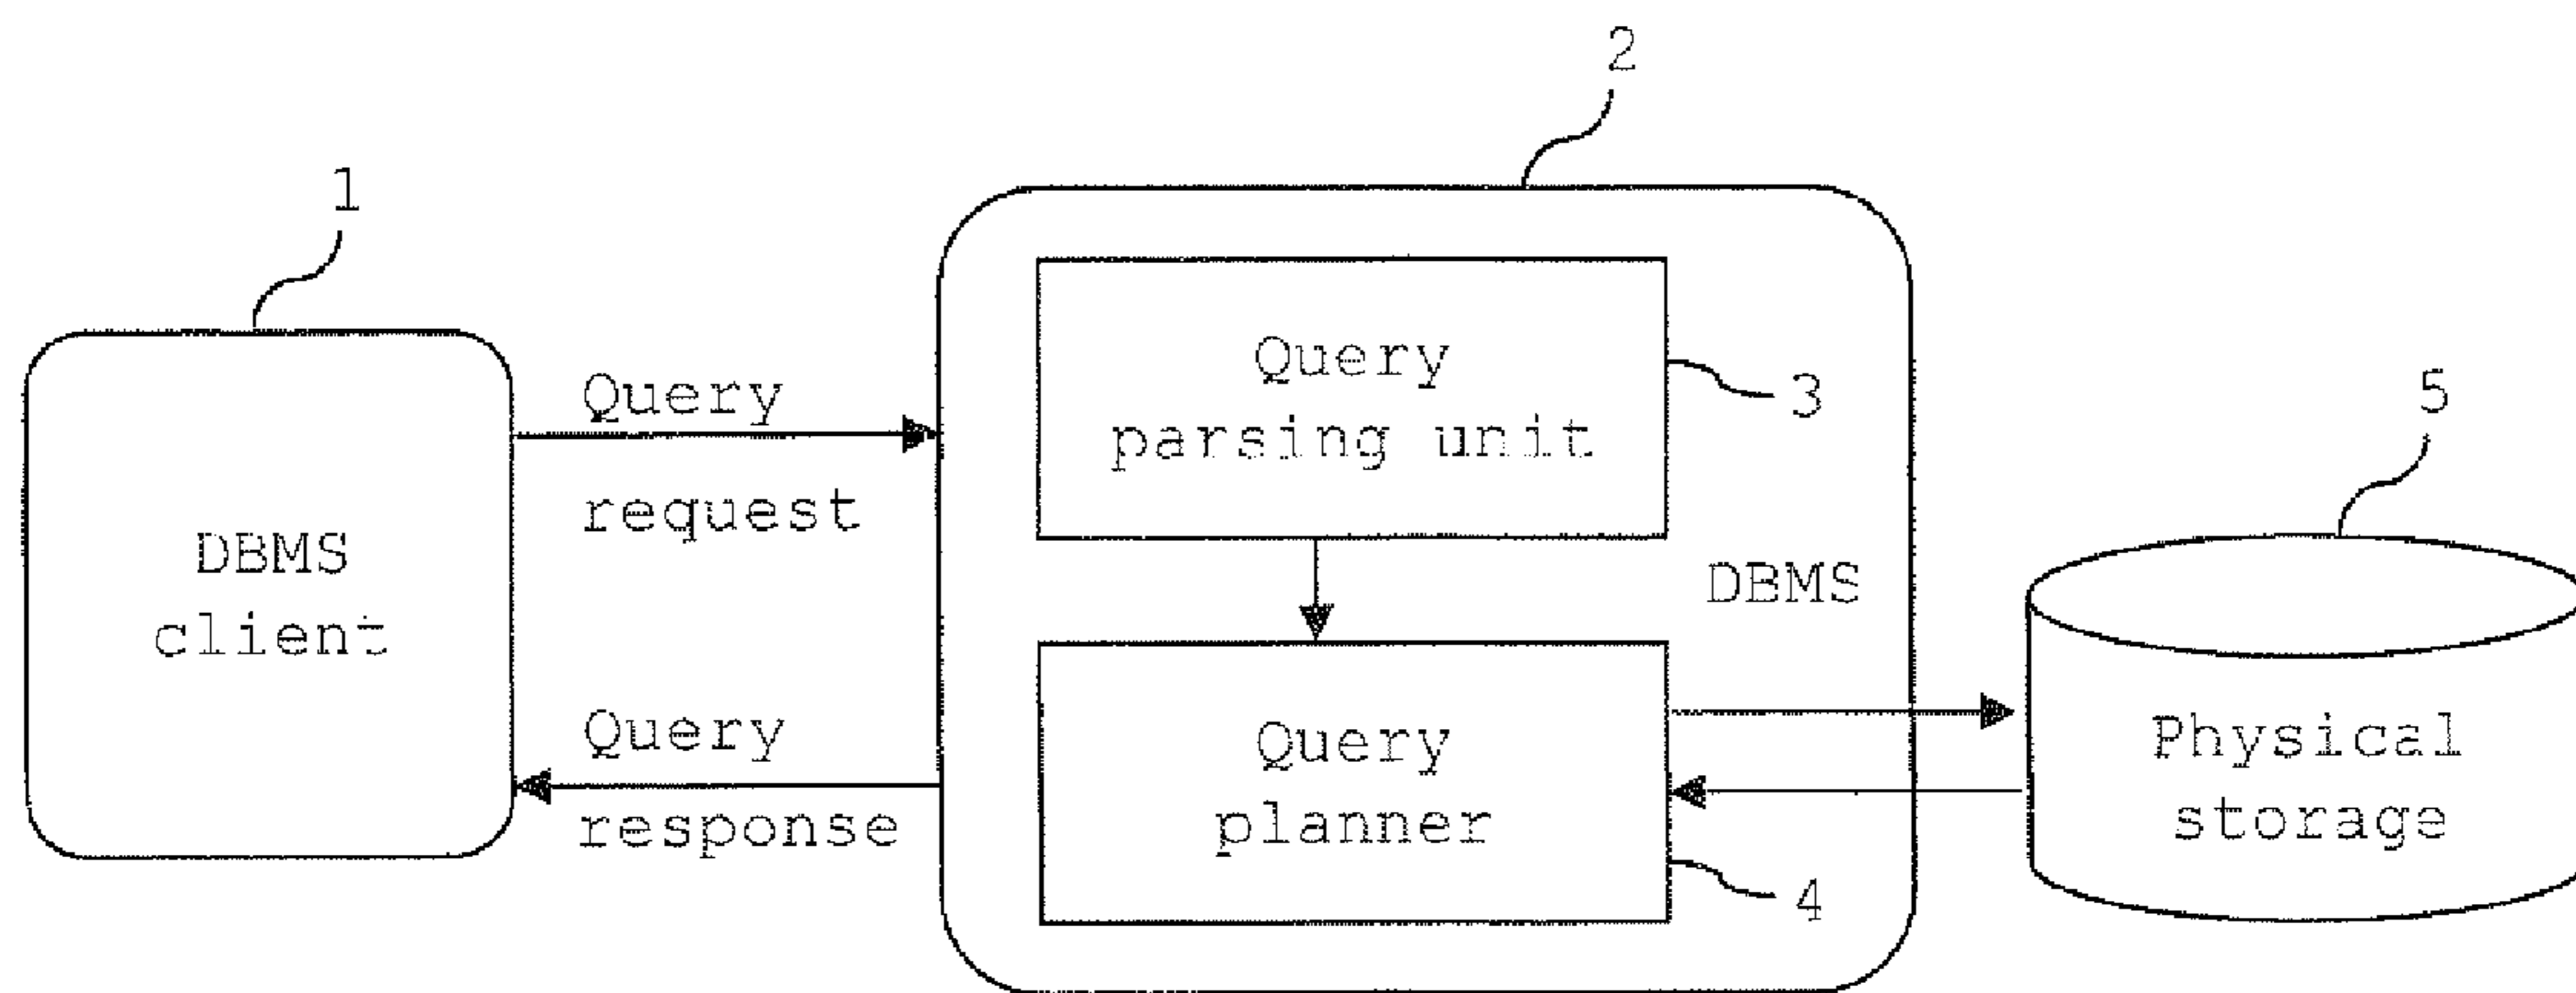 2
1
Query
parsing unit
3
Query
request
5
DBMS
client
DBMS
Query
response
Query
planner
Physical
storage
4